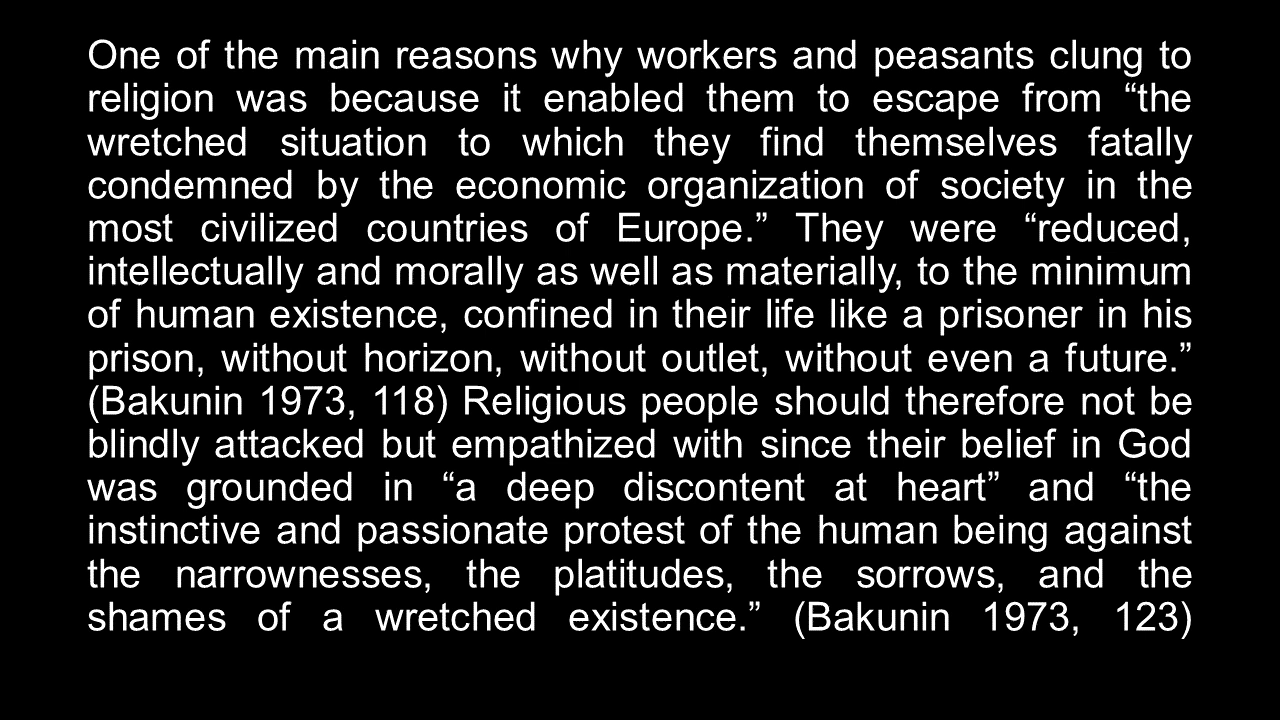 One of the main reasons why workers and peasants clung to
religion was because it enabled them to escape from “the
wretched situation to which they find themselves fatally
condemned by the economic organization of society in the
most civilized countries of Europe.” They were “reduced,
intellectually and morally as well as materially, to the minimum
of human existence, confined in their life like a prisoner in his
prison, without horizon, without outlet, without even a future.”
(Bakunin 1973, 118) Religious people should therefore not be
blindly attacked but empathized with since their belief in God
was grounded in “a deep discontent at heart” and “the
instinctive and passionate protest of the human being against
the narrownesses, the platitudes, the sorrows, and the
shames of a wretched existence.” (Bakunin 1973, 123)